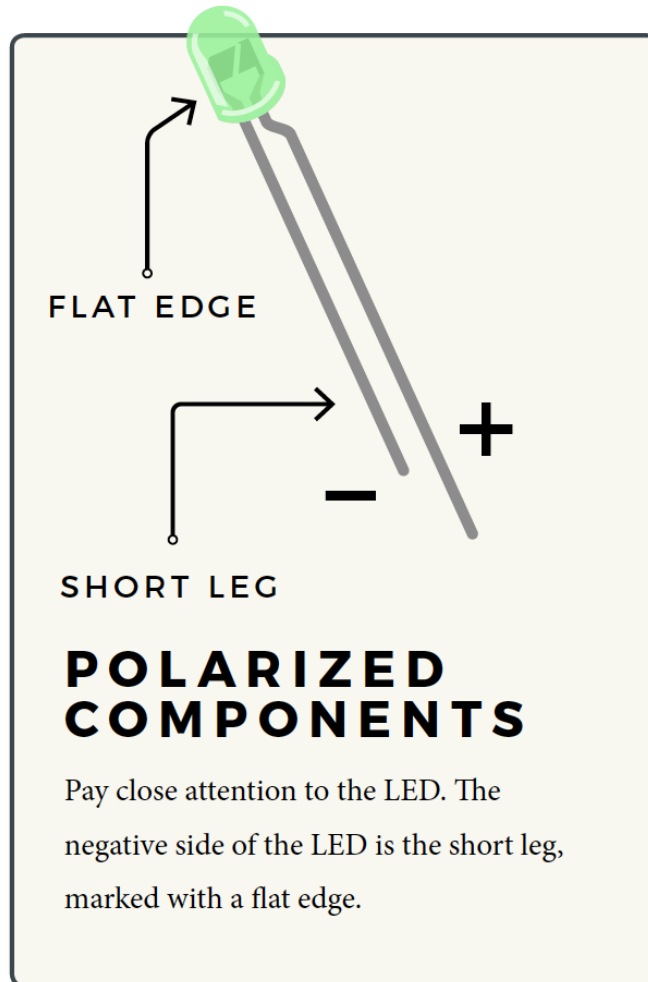 FLAT EDGE
+
–
SHORT LEG
POLARIZED
COMPONENTS
Pay close attention to the LED. The
negative side of the LED is the short leg,
marked with a flat edge.